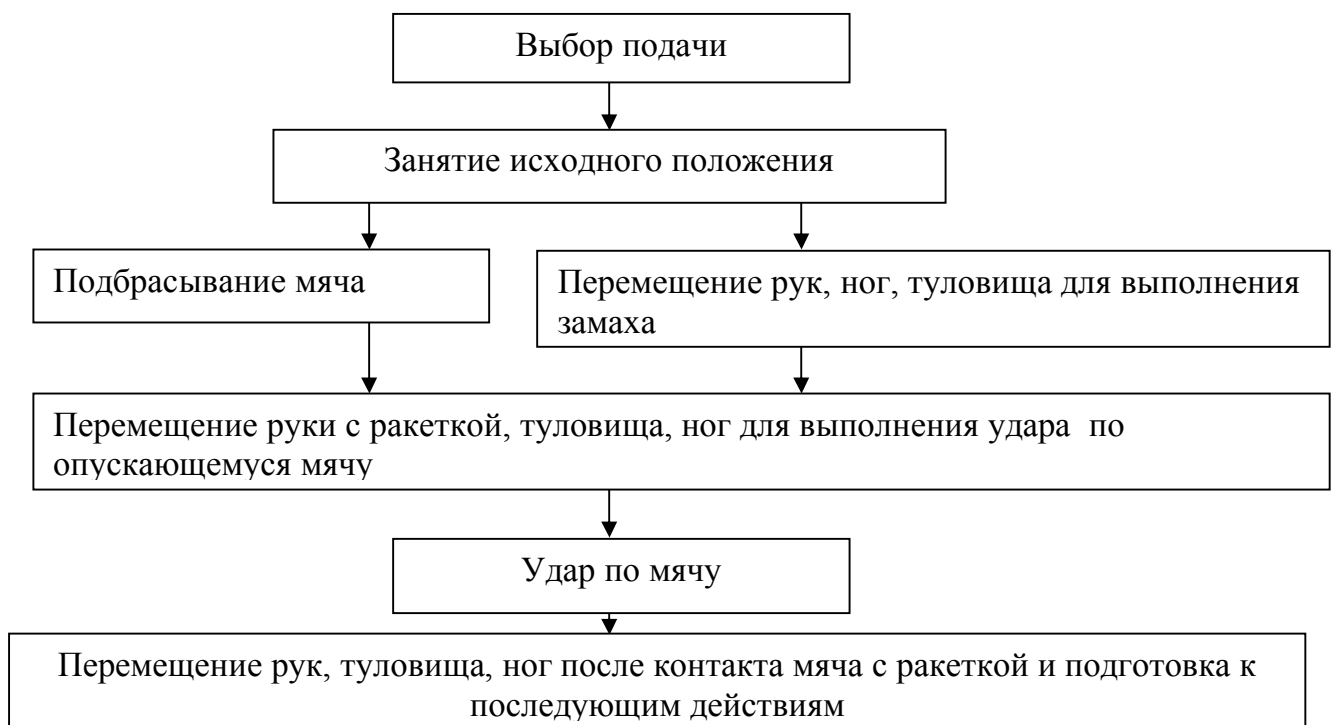 Выбор подачи
Занятие исходного положения
Подбрасывание мяча
Перемещение рук, ног, туловища для выполнения
замаха
Перемещение руки с ракеткой, туловища, ног для выполнения удара по
опускающемуся мячу
Удар по мячу
Перемещение рук, туловища, ног после контакта мяча с ракеткой и подготовка к
последующим действиям